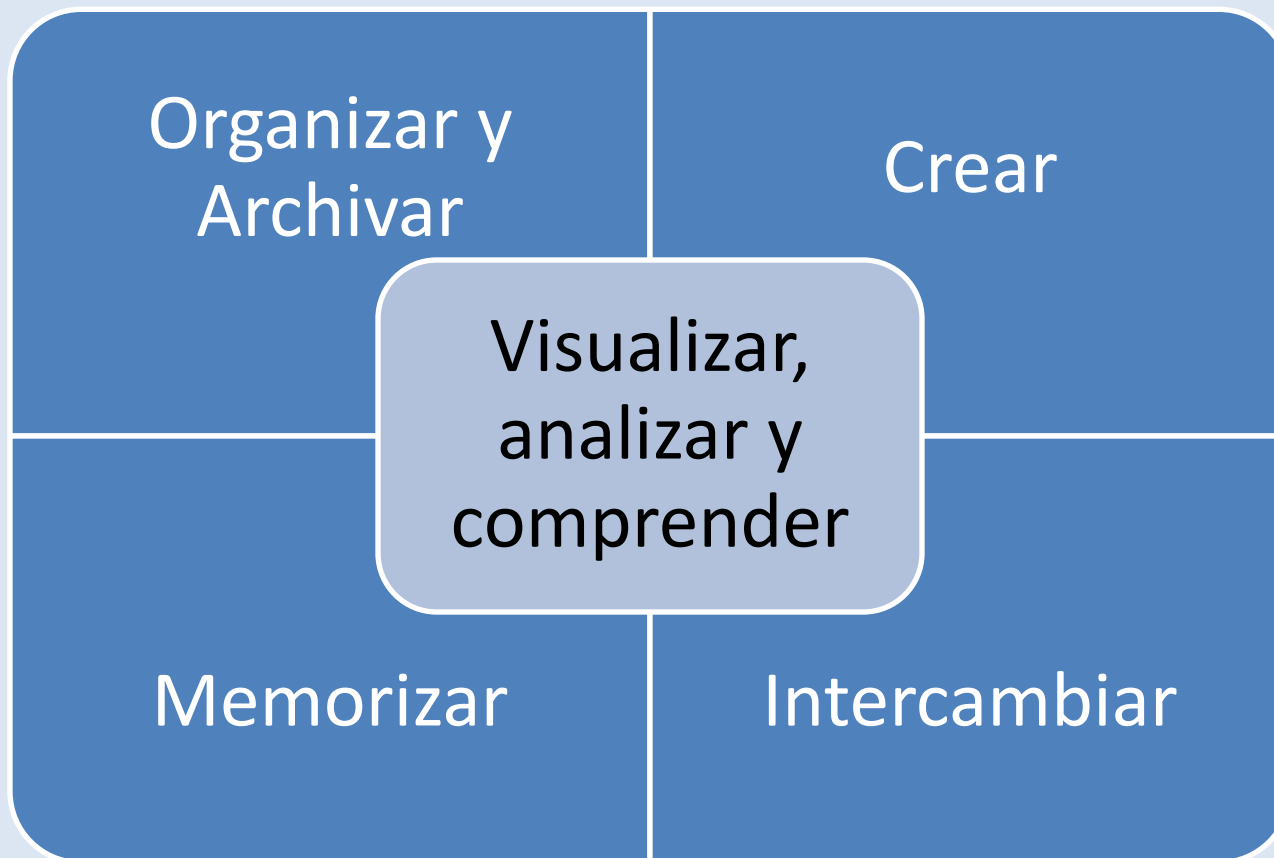 Organizar y
Archivar
Crear
Visualizar,
analizar y
comprender
Memorizar
Intercambiar